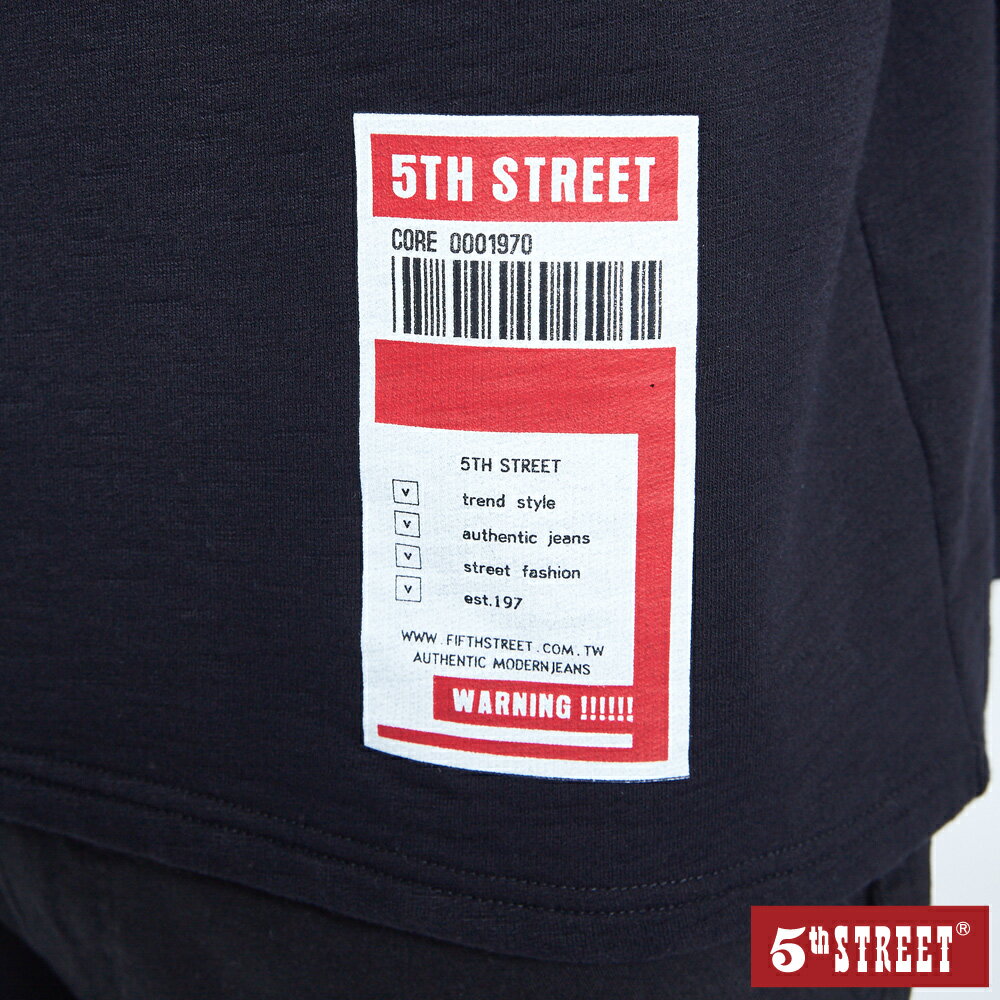 5TH STREET
CORE 0001970
5TH STREET
v trend style
v authentic jeans
v street fashion
v est.197
WWW.FIFTHSTREET.COM.TW
AUTHENTIC MODERNJEANS
WARNING !!!!!!
5th STREET®